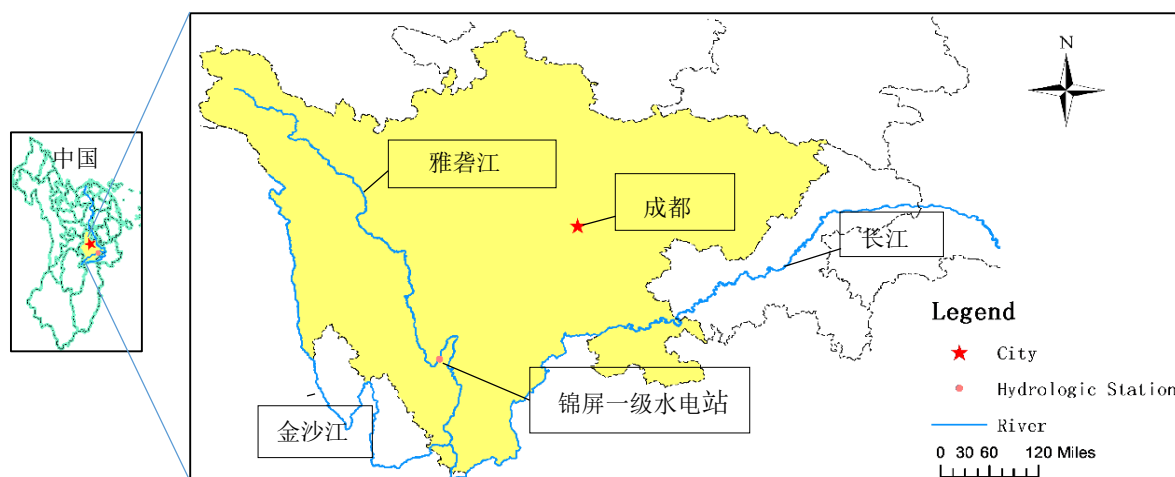 中国
N
雅砻江
成都
长江
金沙江
锦屏一级水电站
Legend
City
Hydrologic Station
River
0 30 60 120 Miles